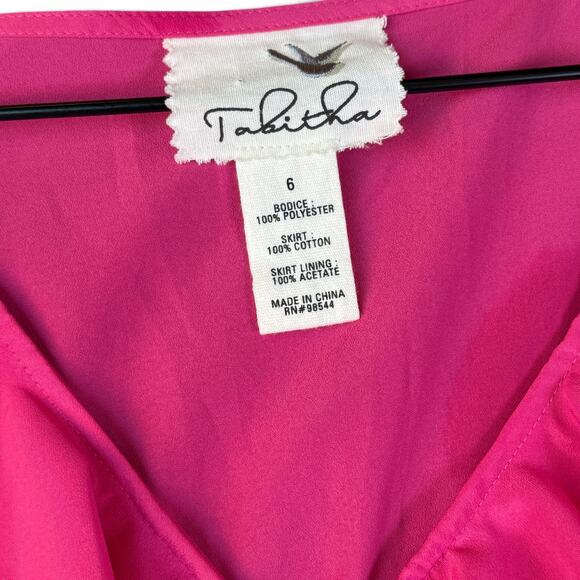 Tabitha
6
BODICE :
100% POLYESTER
SKIRT :
100% COTTON
SKIRT LINING :
100% ACETATE
MADE IN CHINA
RN#98544